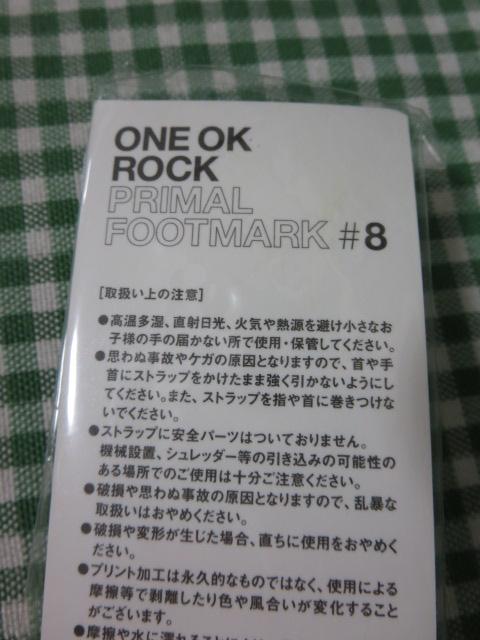 ONE OK
ROCK
PRIMAL
FOOTMARK #8
[取扱い上の注意]
●高温多湿、直射日光、火気や熱源を避け小さなお
子様の手の届かない所で使用・保管してください。
●思わぬ事故やケガの原因となりますので、首や手
首にストラップをかけたまま強く引かないようにし
てください。また、ストラップを指や首に巻きつけな
いでください。
●ストラップに安全パーツはついておりません。
機械設置、シュレッダー等の引き込みの可能性の
ある場所でのご使用は十分ご注意ください。
●破損や思わぬ事故の原因となりますので、乱暴な
取扱いはおやめください。
●破損や変形が生じた場合、直ちに使用をおやめく
ださい。
●プリント加工は永久的なものではなく、使用による
摩擦等で剥離したり色や風合いが変化すること
がございます。
●摩擦や水に濡れることに